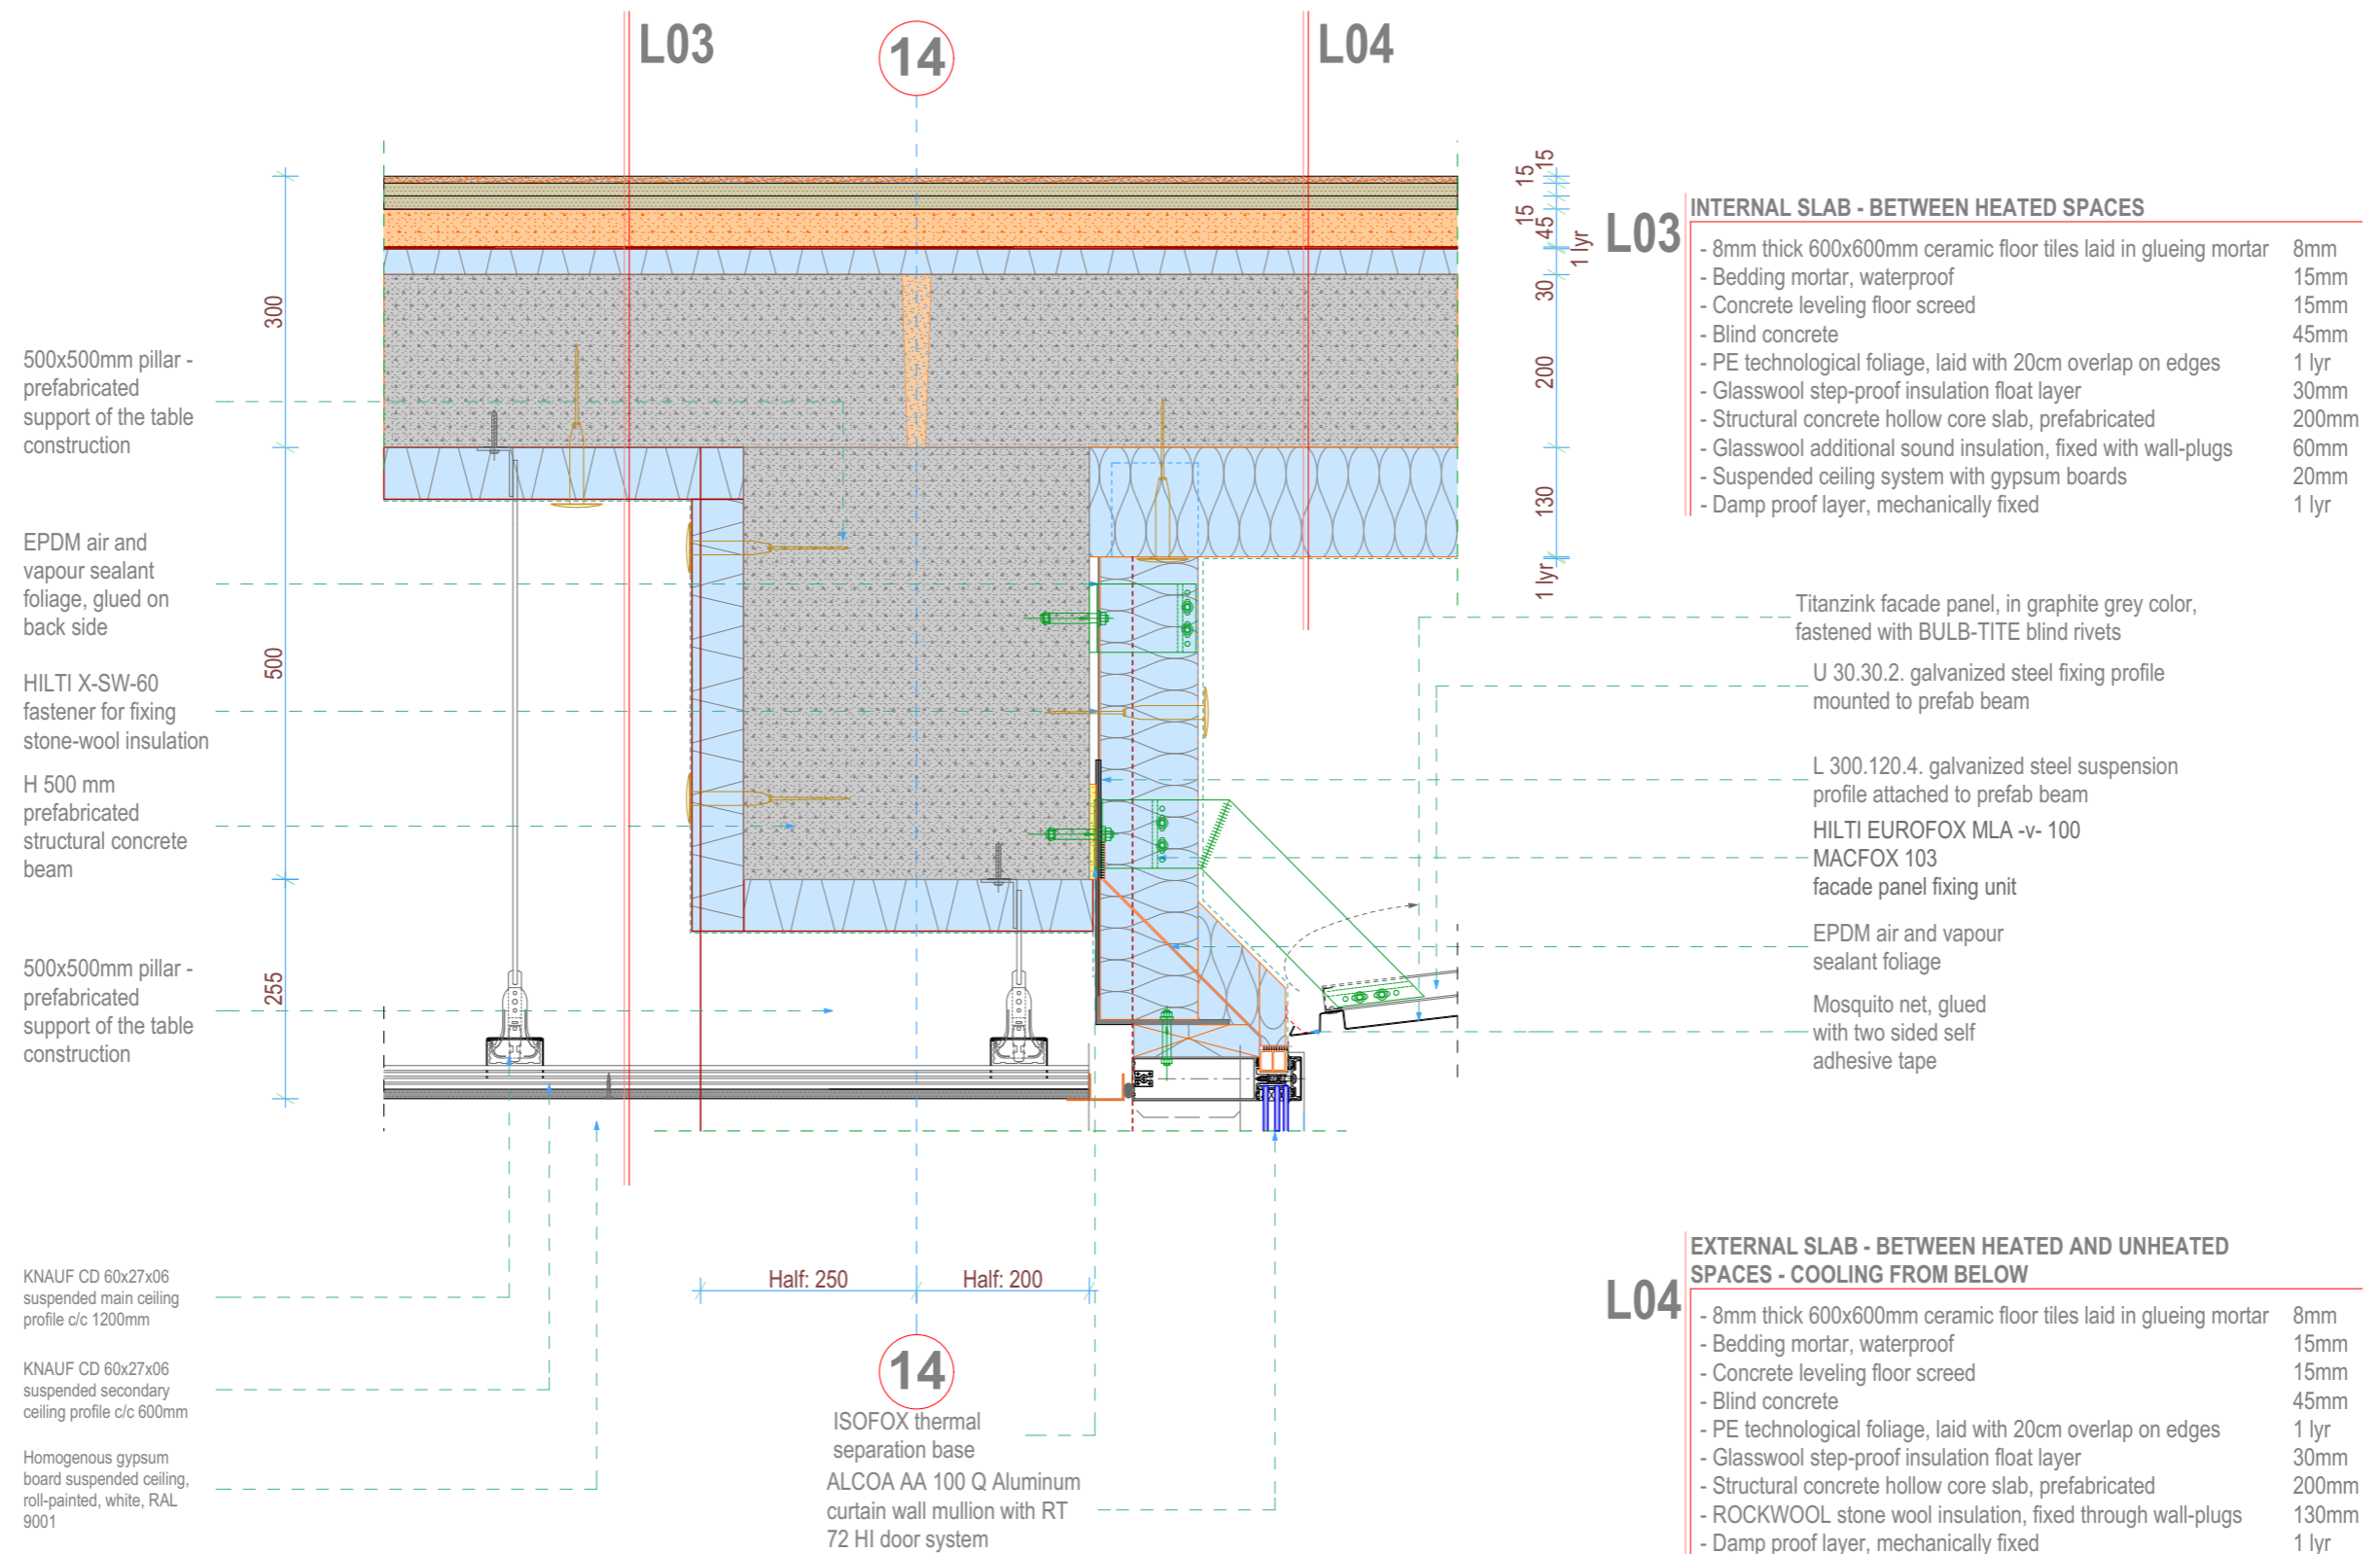 L03
14
L04
15
15
15
45
1 lyr
30
200
130
1 lyr
300
500
255
500x500mm pillar -
prefabricated
support of the table
construction
EPDM air and
vapour sealant
foliage, glued on
back side
HILTI X-SW-60
fastener for fixing
stone-wool insulation
H 500 mm
prefabricated
structural concrete
beam
500x500mm pillar -
prefabricated
support of the table
construction
KNAUF CD 60x27x06
suspended main ceiling
profile c/c 1200mm
KNAUF CD 60x27x06
suspended secondary
ceiling profile c/c 600mm
Homogenous gypsum
board suspended ceiling,
roll-painted, white, RAL
9001
Half: 250
Half: 200
14
ISOFOX thermal
separation base
ALCOA AA 100 Q Aluminum
curtain wall mullion with RT
72 HI door system
L03
INTERNAL SLAB - BETWEEN HEATED SPACES
- 8mm thick 600x600mm ceramic floor tiles laid in glueing mortar 8mm
- Bedding mortar, waterproof 15mm
- Concrete leveling floor screed 15mm
- Blind concrete 45mm
- PE technological foliage, laid with 20cm overlap on edges 1 lyr
- Glasswool step-proof insulation float layer 30mm
- Structural concrete hollow core slab, prefabricated 200mm
- Glasswool additional sound insulation, fixed with wall-plugs 60mm
- Suspended ceiling system with gypsum boards 20mm
- Damp proof layer, mechanically fixed 1 lyr
Titanzink facade panel, in graphite grey color,
fastened with BULB-TITE blind rivets
U 30.30.2. galvanized steel fixing profile
mounted to prefab beam
L 300.120.4. galvanized steel suspension
profile attached to prefab beam
HILTI EUROFOX MLA -v- 100
MACFOX 103
facade panel fixing unit
EPDM air and vapour
sealant foliage
Mosquito net, glued
with two sided self
adhesive tape
L04
EXTERNAL SLAB - BETWEEN HEATED AND UNHEATED
SPACES - COOLING FROM BELOW
- 8mm thick 600x600mm ceramic floor tiles laid in glueing mortar 8mm
- Bedding mortar, waterproof 15mm
- Concrete leveling floor screed 15mm
- Blind concrete 45mm
- PE technological foliage, laid with 20cm overlap on edges 1 lyr
- Glasswool step-proof insulation float layer 30mm
- Structural concrete hollow core slab, prefabricated 200mm
- ROCKWOOL stone wool insulation, fixed through wall-plugs 130mm
- Damp proof layer, mechanically fixed 1 lyr